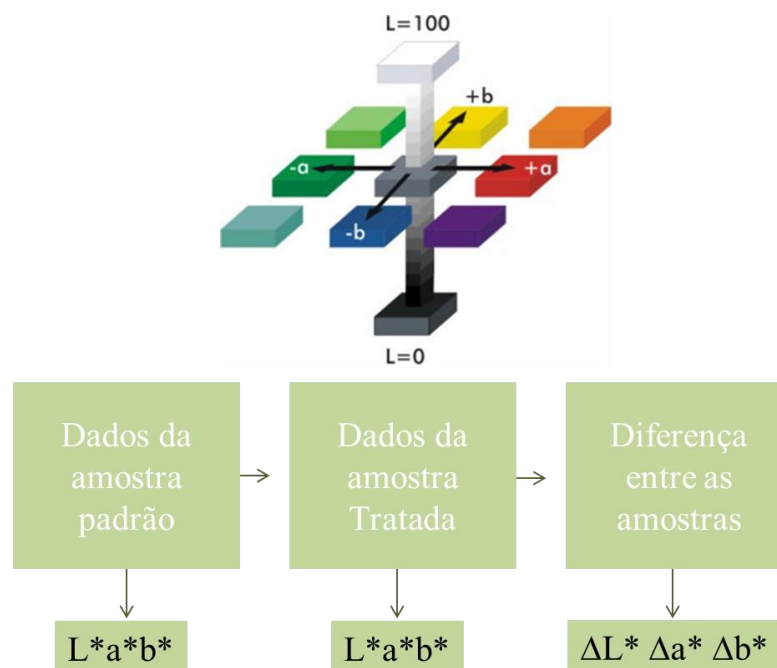 L=100
+b
-a
+a
-b
L=0
Dados da
amostra
padrão
Dados da
amostra
Tratada
Diferença
entre as
amostras
L*a*b*
L*a*b*
ΔL* Δa* Δb*